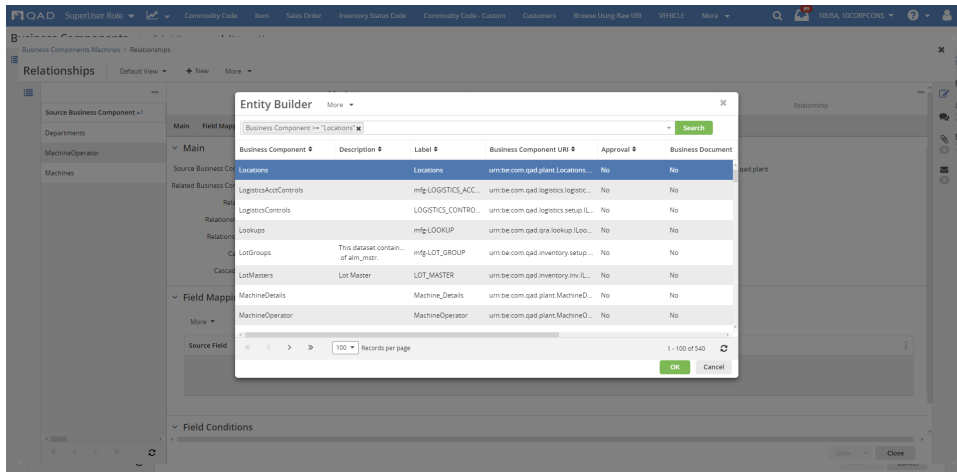 QAD SuperUser Role Commodity Code Item Sales Order Inventory Status Code Commodity Code - Custom Customers Browse Using Raw URI VEHICLE More 10USA, 10CORPCONS
Business Components Machines > Relationships
Relationships Default View + New More
Relationship
Source Business Component
Departments
MachineOperator
Machines
Main Field Mapp
Main
Source Business Cor
qad.plant
Related Business Cor
Rela
Relations
Relations
Ca
Cascad
Field Mappi
More
Source Field
Field Conditions
Close
Entity Builder More
Business Component >= "Locations" x Search
Business Component Description Label Business Component URI Approval Business Document
Locations Locations urn:be:com.qad.plant.Locations... No No
LogisticsAcctControls mfg-LOGISTICS_ACC... urn:be:com.qad.logistics.logistic... No No
LogisticsControls LOGISTICS_CONTRO... urn:be:com.qad.logistics.setup.IL... No No
Lookups mfg-LOOKUP urn:be:com.qad.qra.lookup.ILoo... No No
LotGroups This dataset contain... of alm_mstr. mfg-LOT_GROUP urn:be:com.qad.inventory.setup... No No
LotMasters Lot Master LOT_MASTER urn:be:com.qad.inventory.inv.IL... No No
MachineDetails Machine_Details urn:be:com.qad.plant.MachineD... No No
MachineOperator MachineOperator urn:be:com.qad.plant.MachineO... No No
100 Records per page 1 - 100 of 540
OK Cancel